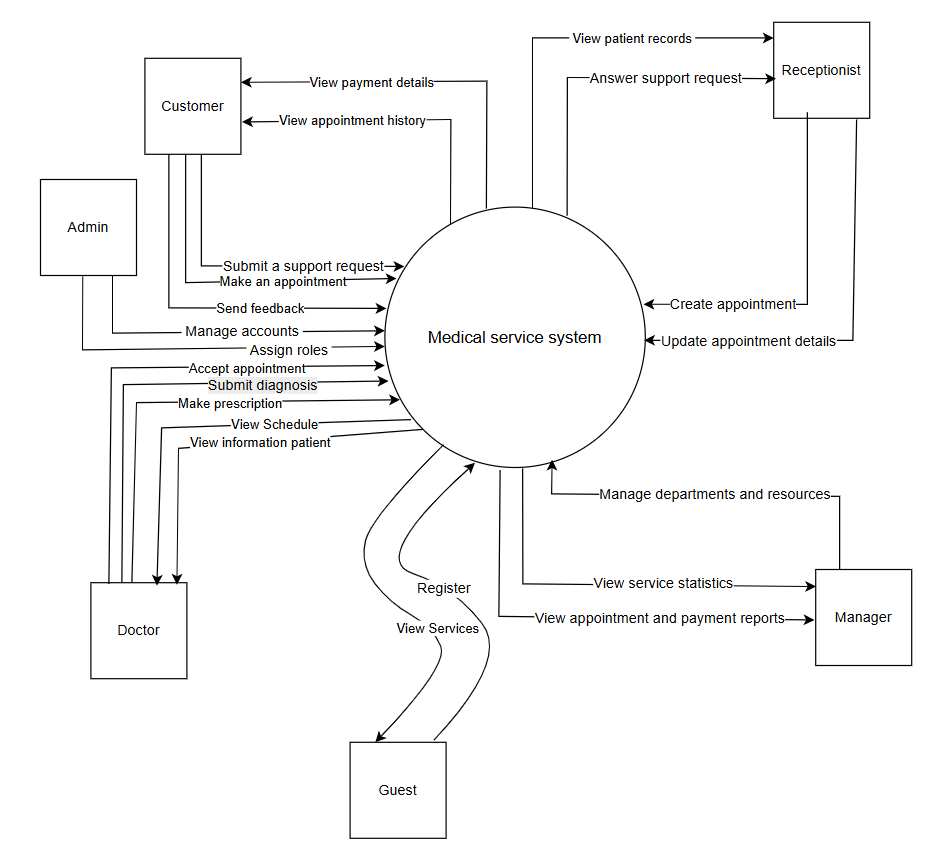 View patient records
Receptionist
Answer support request
View payment details
Customer
View appointment history
Admin
Submit a support request
Make an appointment
Send feedback
Create appointment
Manage accounts
Medical service system
Update appointment details
Assign roles
Accept appointment
Submit diagnosis
Make prescription
View Schedule
View information patient
Manage departments and resources
View service statistics
Register
View appointment and payment reports
Manager
View Services
Doctor
Guest